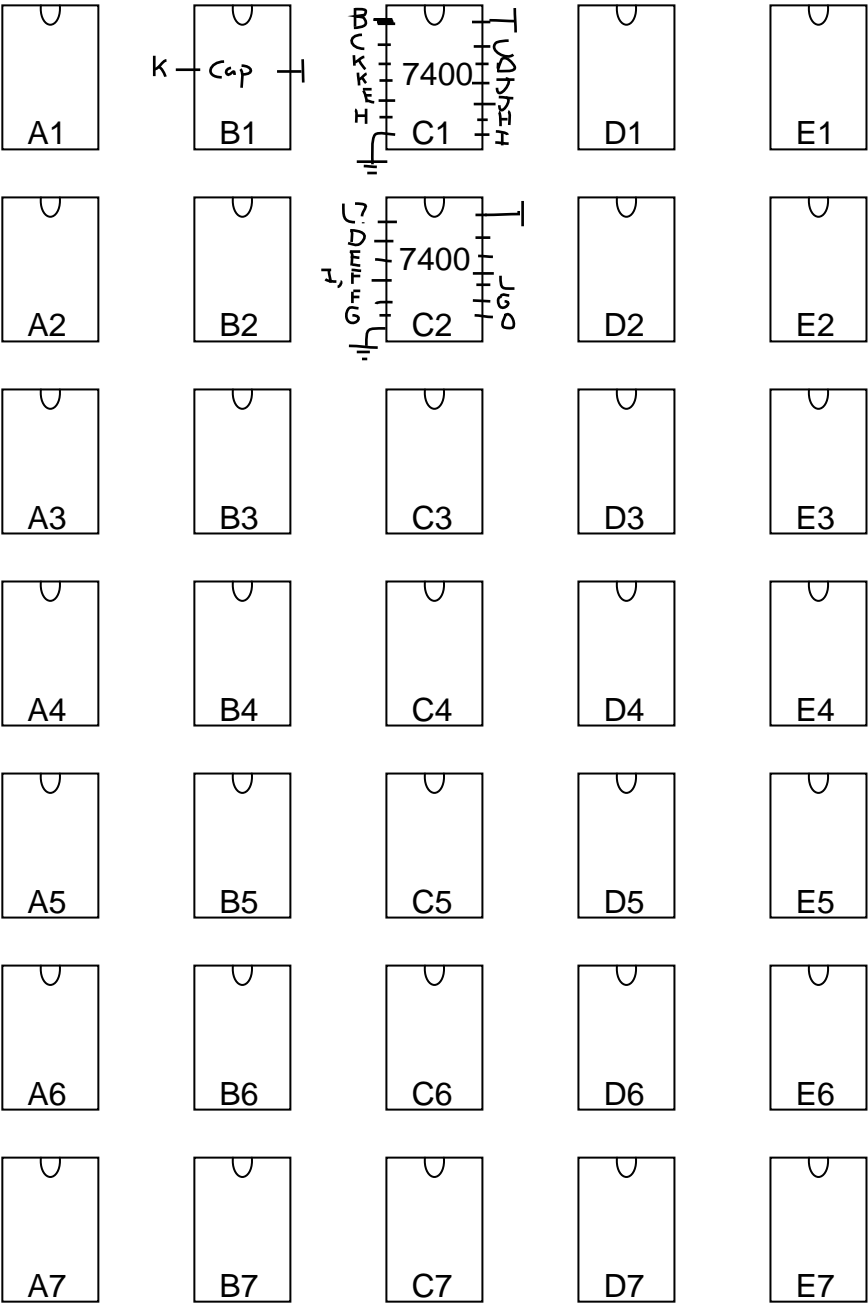 B
C
K
K
E
H
7400
C
D
J
J
H
I
K Cap
A1 B1 C1 D1 E1
D
E
F
F
G
7400
L
G
O
A2 B2 C2 D2 E2
A3 B3 C3 D3 E3
A4 B4 C4 D4 E4
A5 B5 C5 D5 E5
A6 B6 C6 D6 E6
A7 B7 C7 D7 E7